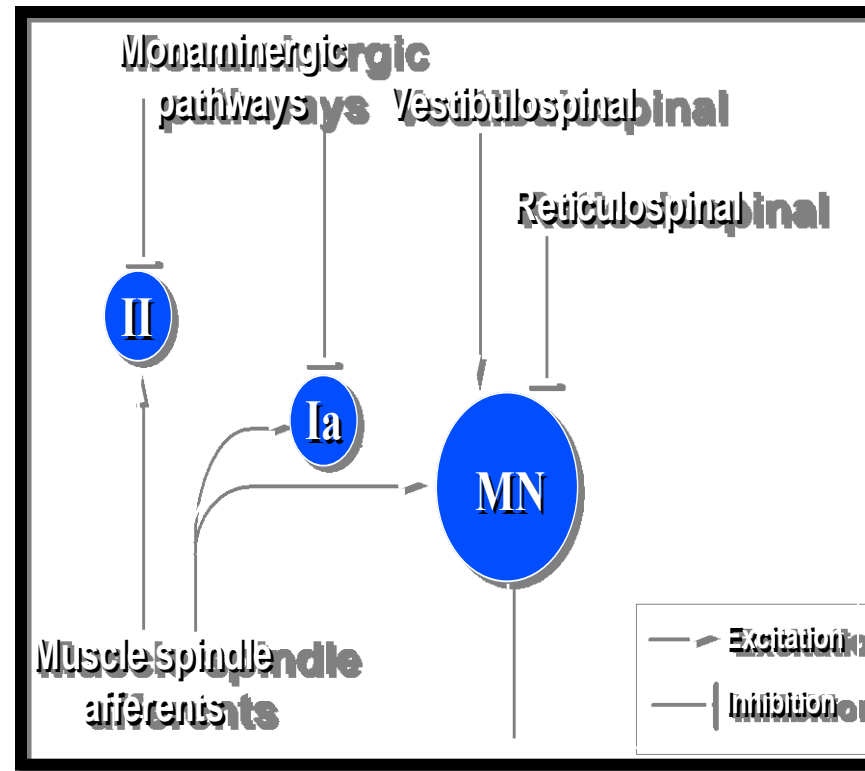 Monaminergic
pathways
Vestibulospinal
Reticulospinal
II
Ia
MN
Muscle spindle
afferents
Excitation
Inhibition